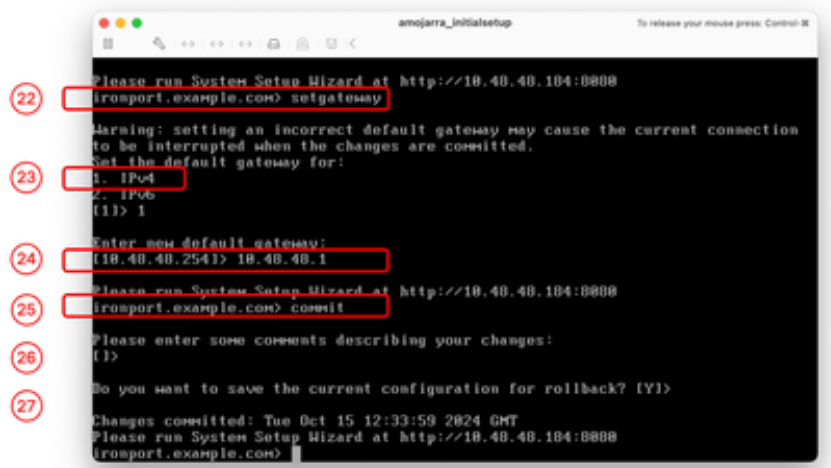 amojarra_initialsetup
To release your mouse press: Control-⌘
Please run System Setup Wizard at http://10.48.48.184:8080
22
ironport.example.com> setgateway
Warning: setting an incorrect default gateway may cause the current connection
to be interrupted when the changes are committed.
Set the default gateway for:
23
1. IPv4
2. IPv6
[1]> 1
Enter new default gateway:
24
[10.48.48.254]> 10.48.48.1
Please run System Setup Wizard at http://10.48.48.184:8080
25
ironport.example.com> commit
Please enter some comments describing your changes:
26
[]>
Do you want to save the current configuration for rollback? [Y]>
27
Changes committed: Tue Oct 15 12:33:59 2024 GMT
Please run System Setup Wizard at http://10.48.48.184:8080
ironport.example.com>